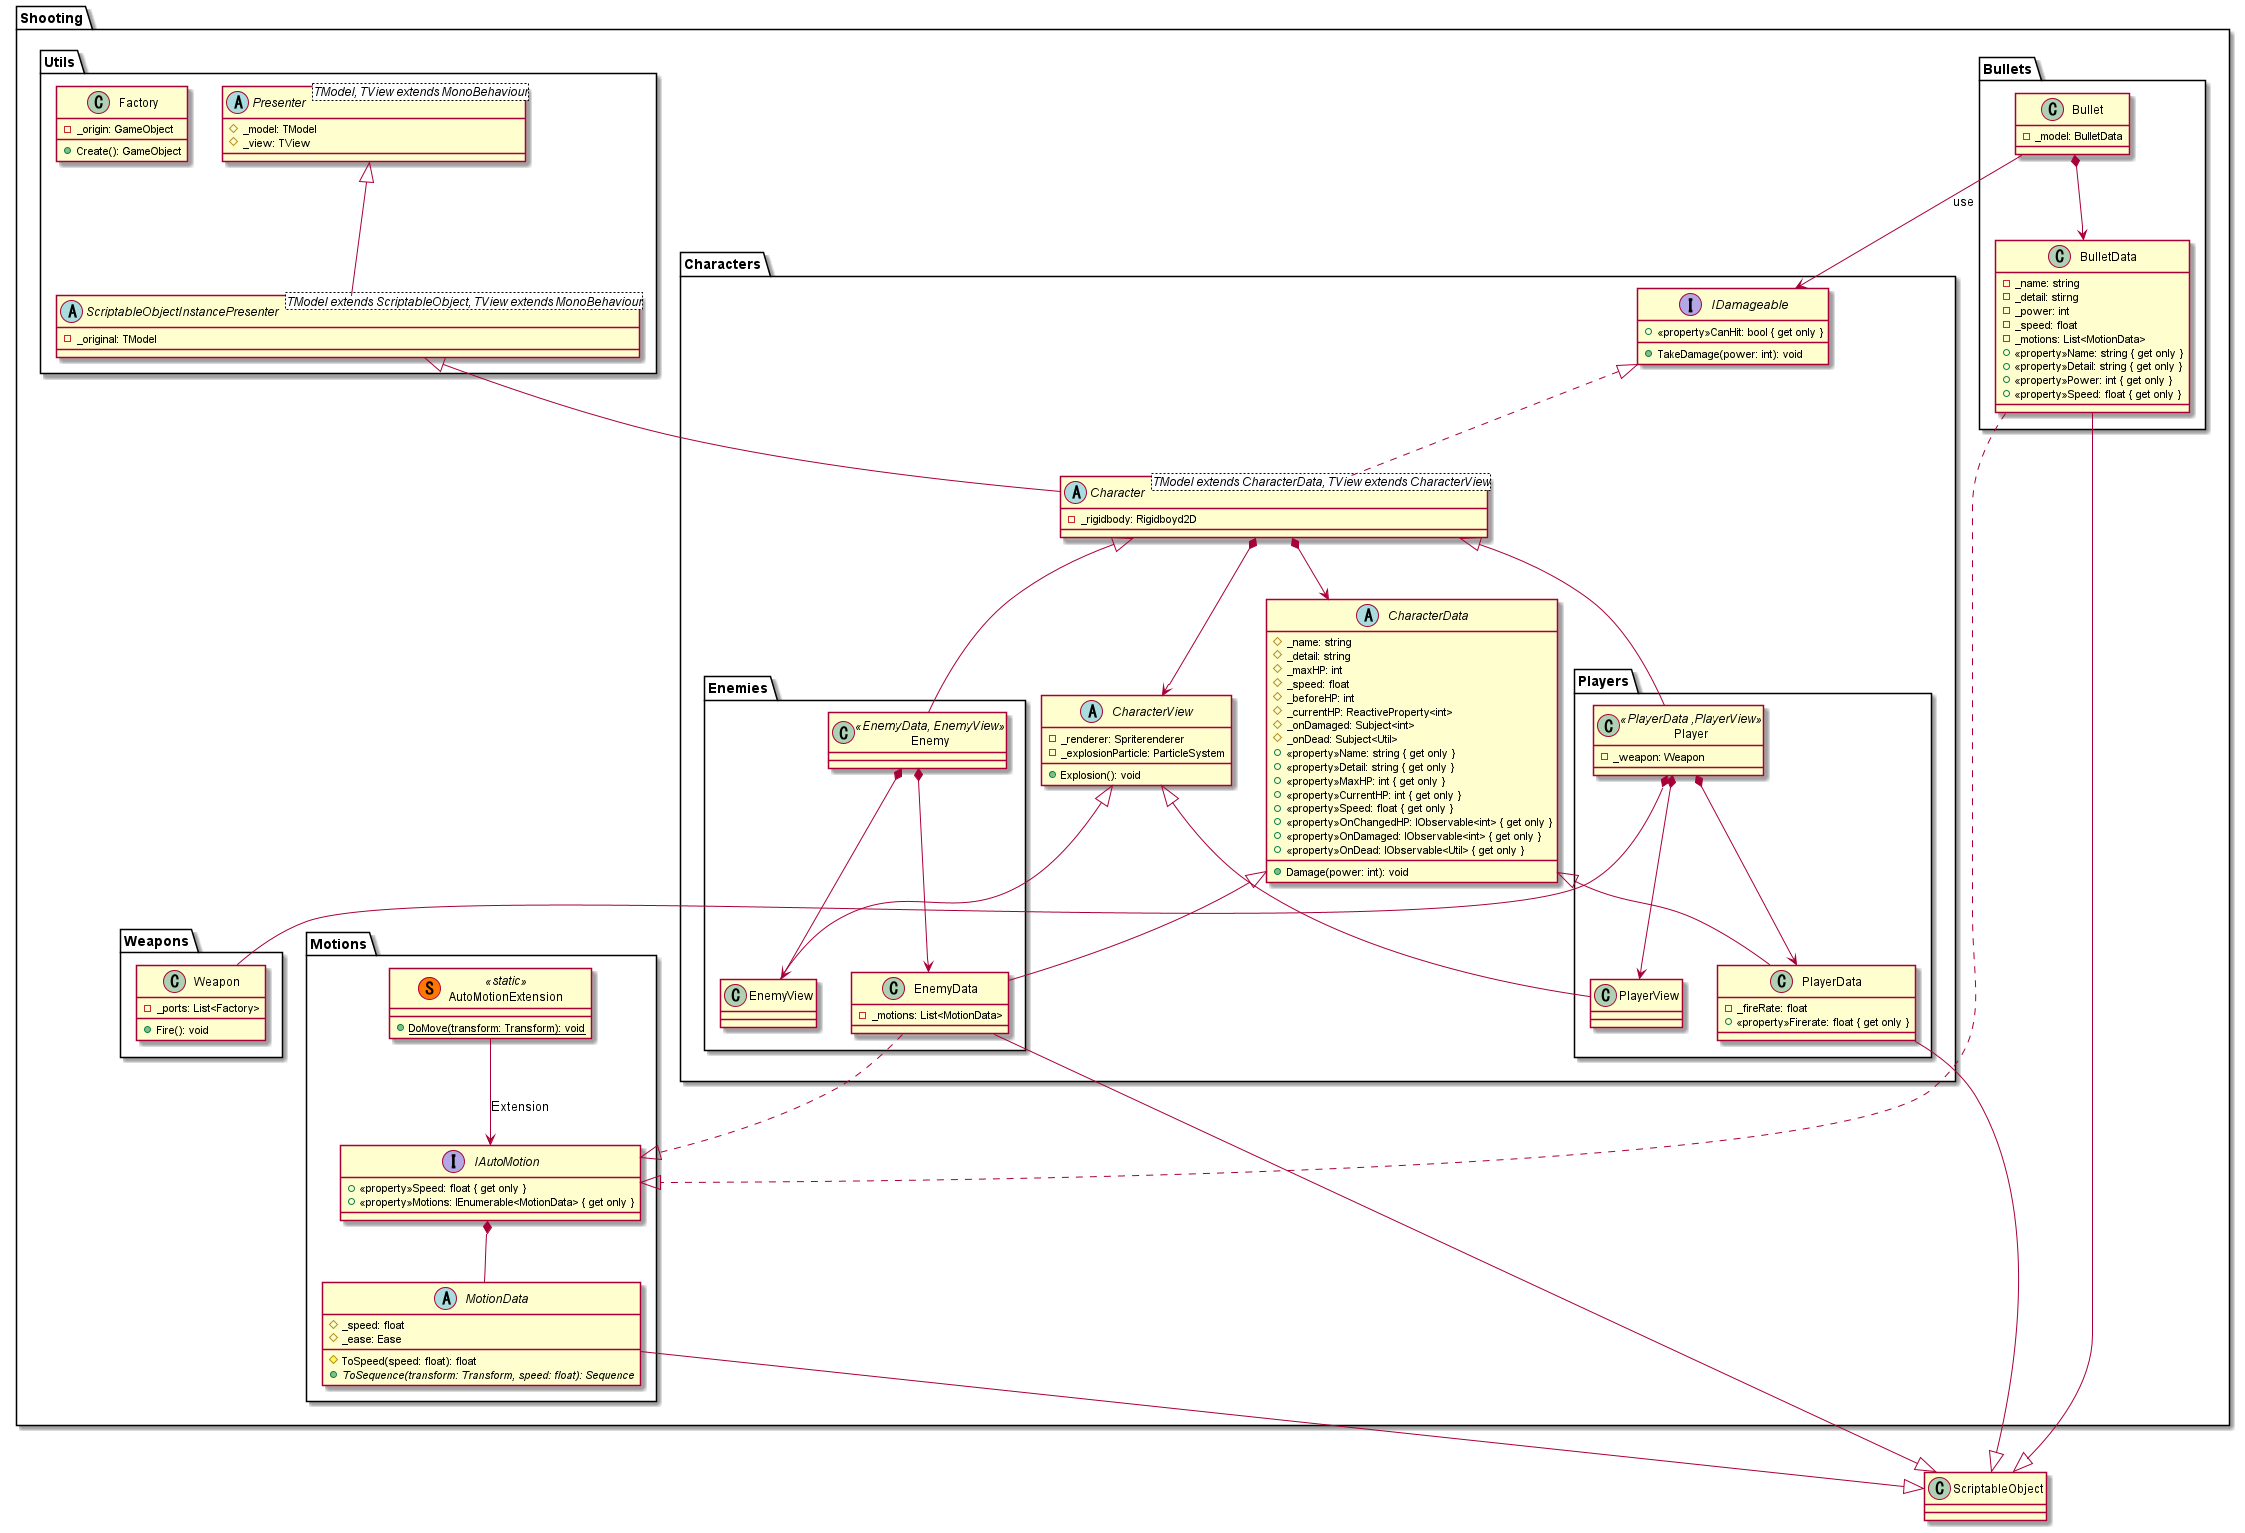 Shooting
Utils
Factory
_origin: GameObject
Create(): GameObject
Presenter
TModel, TView extends MonoBehaviour
_model: TModel
_view: TView
ScriptableObjectInstancePresenter
TModel extends ScriptableObject, TView extends MonoBehaviour
_original: TModel
Bullets
Bullet
_model: BulletData
use
BulletData
_name: string
_detail: stirng
_power: int
_speed: float
_motions: List<MotionData>
«property»Name: string { get only }
«property»Detail: string { get only }
«property»Power: int { get only }
«property»Speed: float { get only }
Characters
IDamageable
«property»CanHit: bool { get only }
TakeDamage(power: int): void
Character
TModel extends CharacterData, TView extends CharacterView
_rigidbody: Rigidboyd2D
CharacterData
_name: string
_detail: string
_maxHP: int
_speed: float
_beforeHP: int
_currentHP: ReactiveProperty<int>
_onDamaged: Subject<int>
_onDead: Subject<Util>
«property»Name: string { get only }
«property»Detail: string { get only }
«property»MaxHP: int { get only }
«property»CurrentHP: int { get only }
«property»Speed: float { get only }
«property»OnChangedHP: IObservable<int> { get only }
«property»OnDamaged: IObservable<int> { get only }
«property»OnDead: IObservable<Util> { get only }
Damage(power: int): void
CharacterView
_renderer: Spriterenderer
_explosionParticle: ParticleSystem
Explosion(): void
Enemies
«EnemyData, EnemyView»
Enemy
EnemyView
EnemyData
_motions: List<MotionData>
Players
«PlayerData ,PlayerView»
Player
_weapon: Weapon
PlayerView
PlayerData
_fireRate: float
«property»Firerate: float { get only }
Weapons
Weapon
_ports: List<Factory>
Fire(): void
Motions
«static»
AutoMotionExtension
DoMove(transform: Transform): void
Extension
IAutoMotion
«property»Speed: float { get only }
«property»Motions: IEnumerable<MotionData> { get only }
MotionData
_speed: float
_ease: Ease
ToSpeed(speed: float): float
ToSequence(transform: Transform, speed: float): Sequence
ScriptableObject